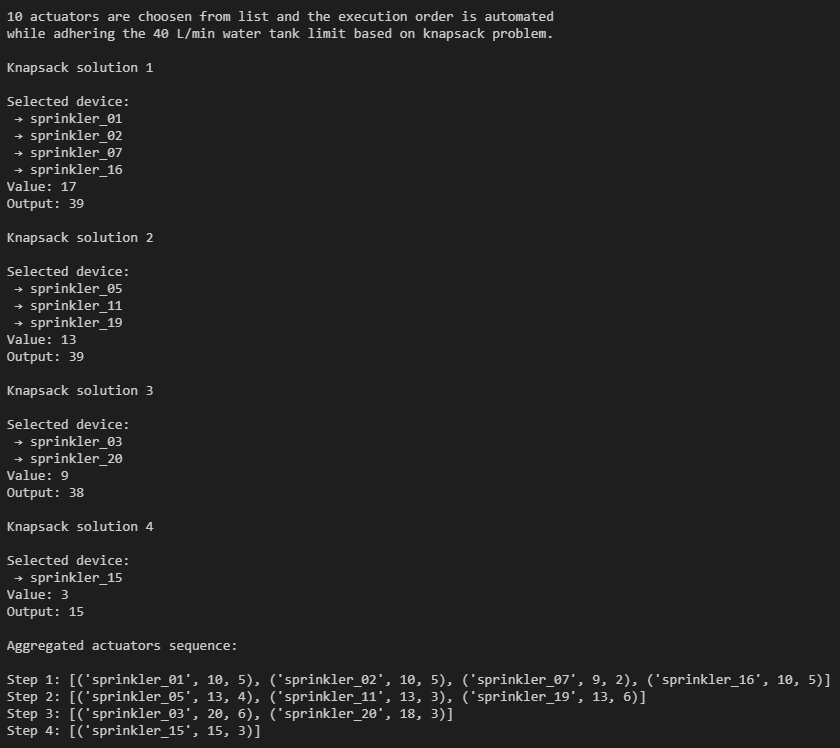 10 actuators are choosen from list and the execution order is automated
while adhering the 40 L/min water tank limit based on knapsack problem.
Knapsack solution 1
Selected device:
→ sprinkler_01
→ sprinkler_02
→ sprinkler_07
→ sprinkler_16
Value: 17
Output: 39
Knapsack solution 2
Selected device:
→ sprinkler_05
→ sprinkler_11
→ sprinkler_19
Value: 13
Output: 39
Knapsack solution 3
Selected device:
→ sprinkler_03
→ sprinkler_20
Value: 9
Output: 38
Knapsack solution 4
Selected device:
→ sprinkler_15
Value: 3
Output: 15
Aggregated actuators sequence:
Step 1: [('sprinkler_01', 10, 5), ('sprinkler_02', 10, 5), ('sprinkler_07', 9, 2), ('sprinkler_16', 10, 5)]
Step 2: [('sprinkler_05', 13, 4), ('sprinkler_11', 13, 3), ('sprinkler_19', 13, 6)]
Step 3: [('sprinkler_03', 20, 6), ('sprinkler_20', 18, 3)]
Step 4: [('sprinkler_15', 15, 3)]